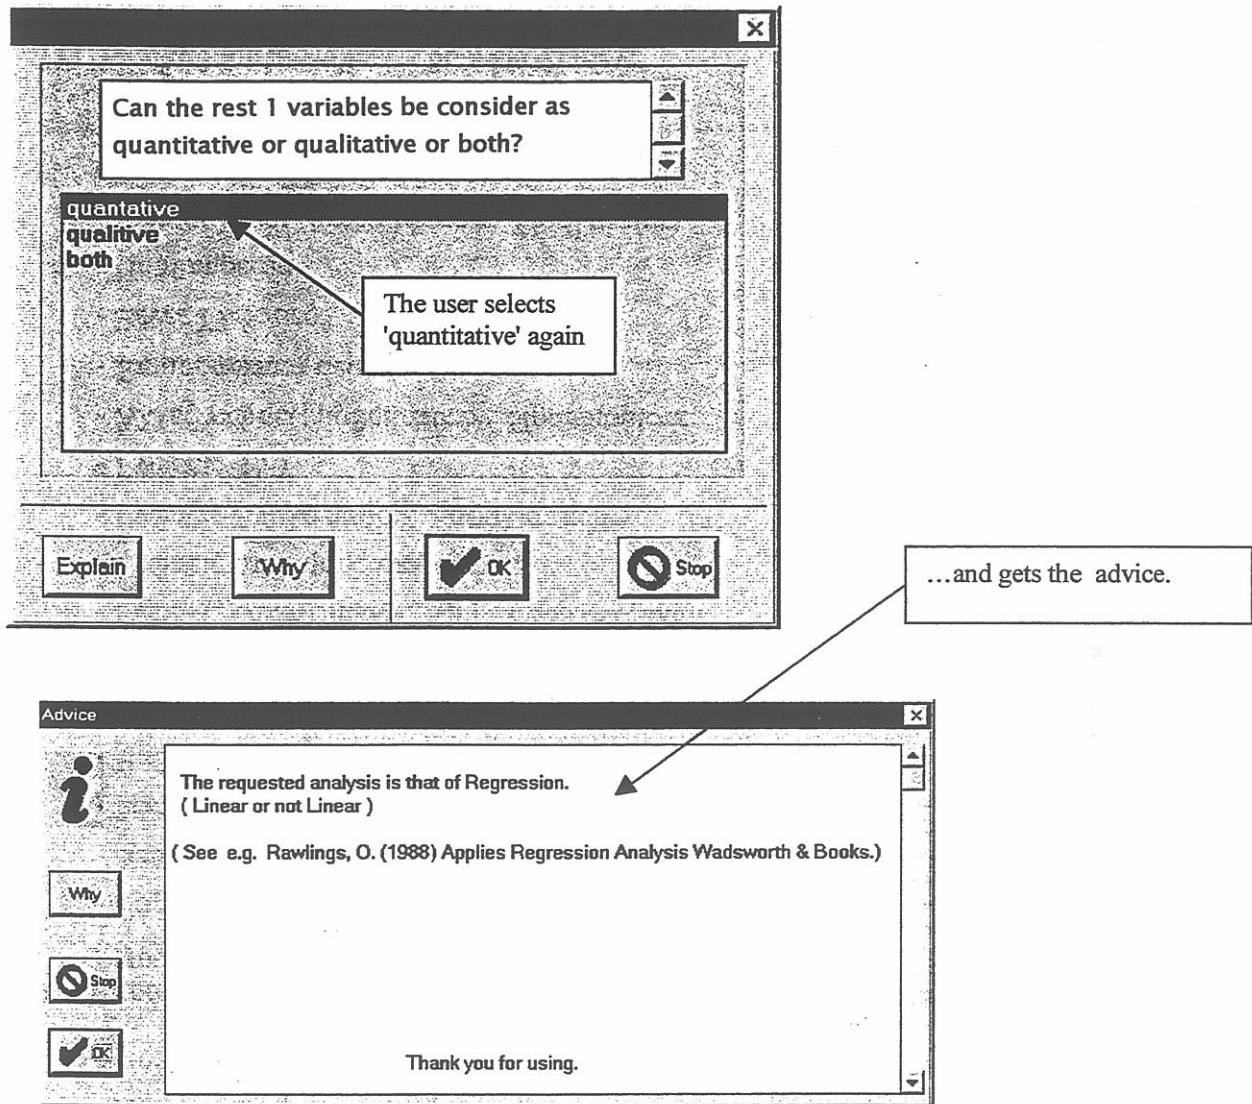 Can the rest 1 variables be consider as
quantitative or qualitative or both?
quantative
qualitive
both
The user selects
'quantitative' again
Explain
Why
OK
Stop
...and gets the advice.
Advice
The requested analysis is that of Regression.
( Linear or not Linear )
( See e.g. Rawlings, O. (1988) Applies Regression Analysis Wadsworth & Books.)
Why
Stop
OK
Thank you for using.